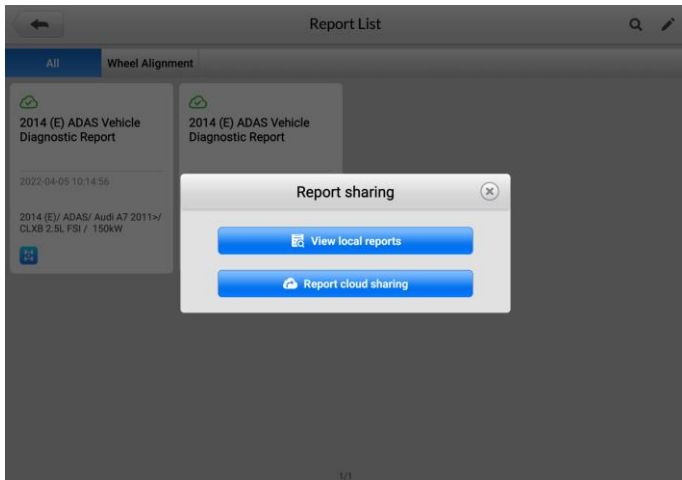 Report List
All
Wheel Alignment
2014 (E) ADAS Vehicle
Diagnostic Report
2022-04-05 10:14:56
2014 (E)/ ADAS/ Audi A7 2011>/
CLXB 2.5L FSI / 150kW
2014 (E) ADAS Vehicle
Diagnostic Report
Report sharing
View local reports
Report cloud sharing
1/1